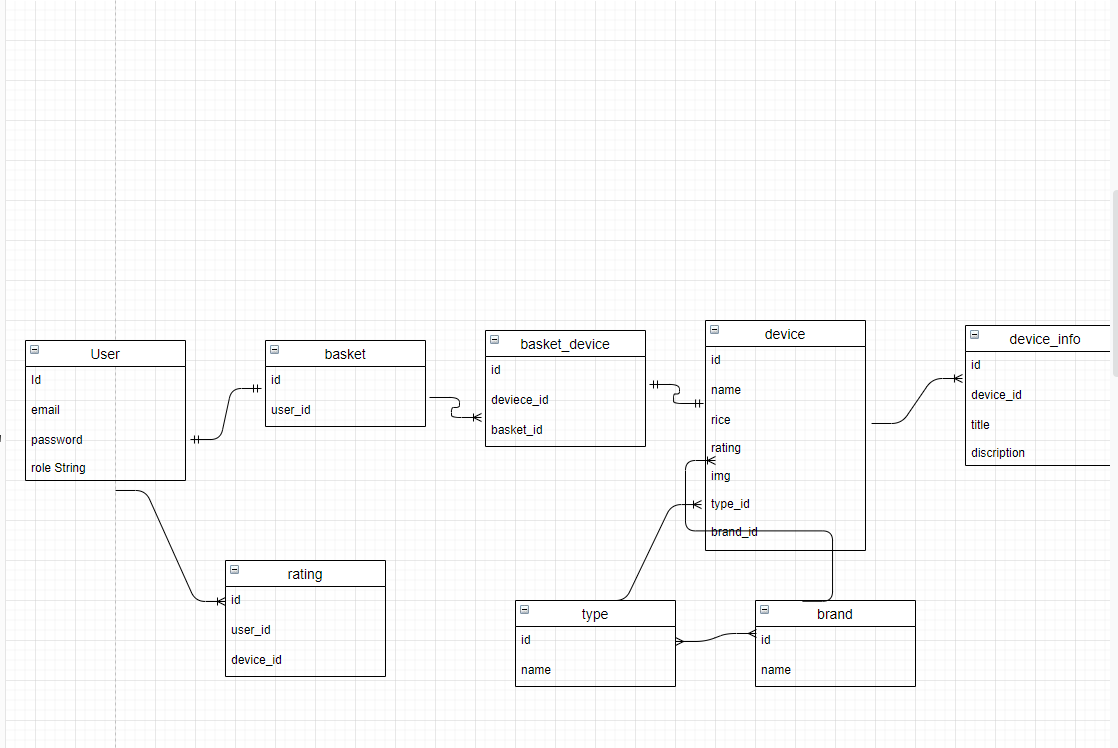 User
Id
email
password
role String
basket
id
user_id
basket_device
id
deviece_id
basket_id
device
id
name
rice
rating
img
type_id
brand_id
device_info
id
device_id
title
discription
rating
id
user_id
device_id
type
id
name
brand
id
name